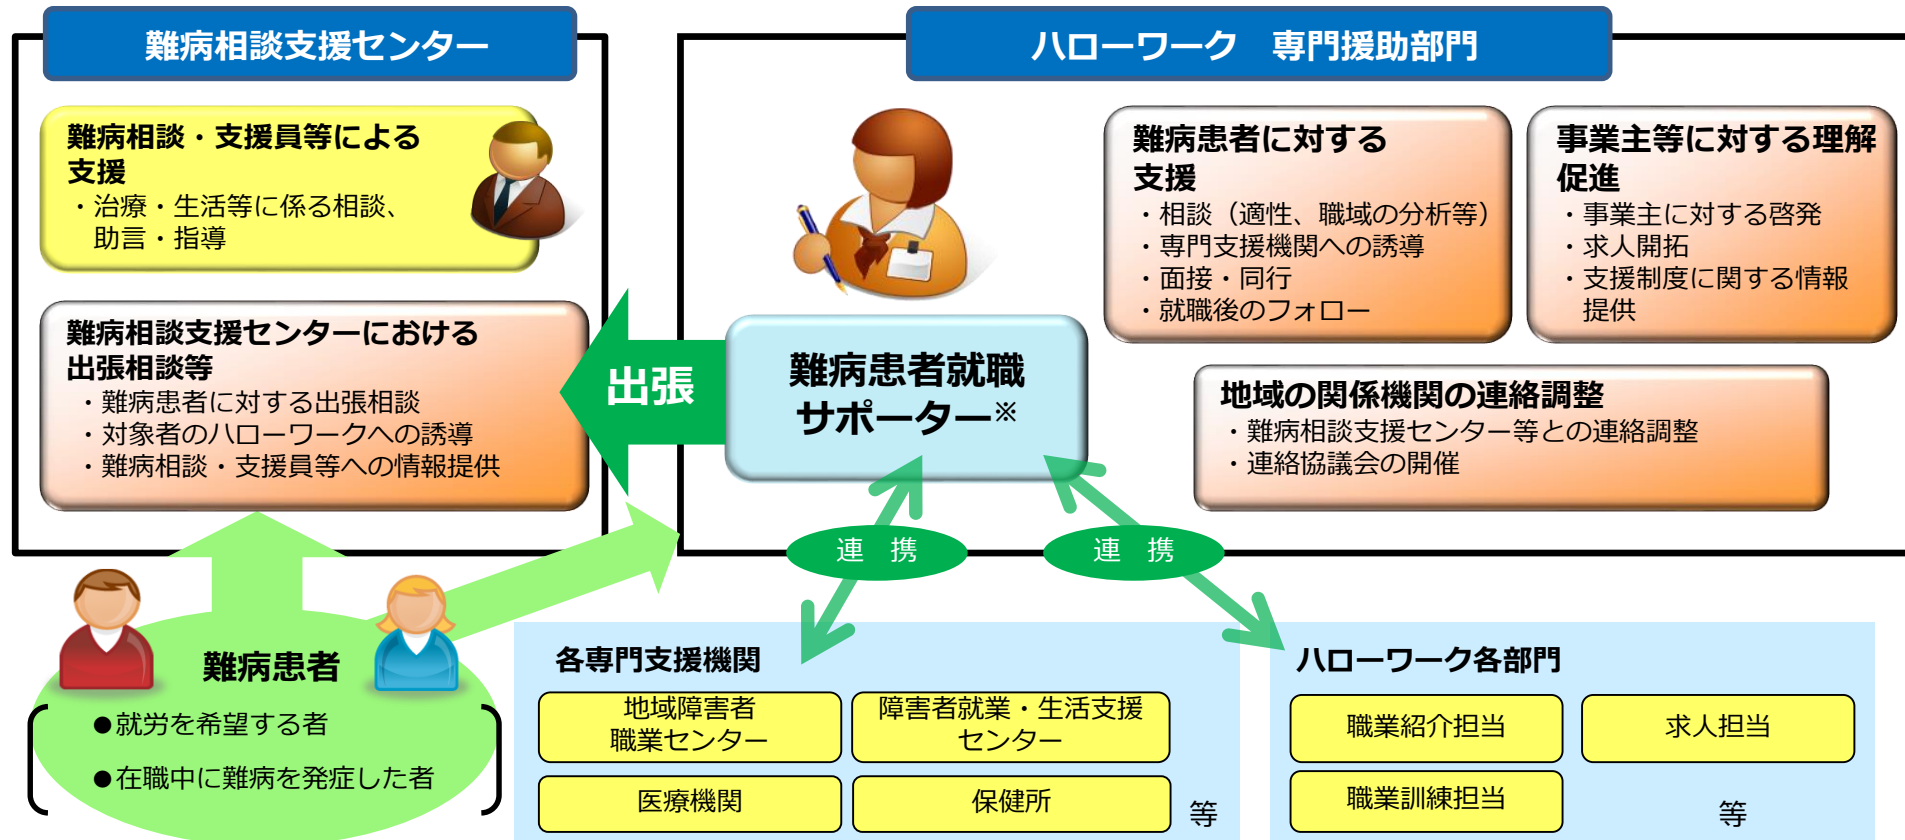 難病相談支援センター
難病相談・支援員等による
支援
・治療・生活等に係る相談、
助言・指導
難病相談支援センターにおける
出張相談等
・難病患者に対する出張相談
・対象者のハローワークへの誘導
・難病相談・支援員等への情報提供
ハローワーク　専門援助部門
出張
難病患者就職
サポーター※
難病患者に対する
支援
・相談（適性、職域の分析等）
・専門支援機関への誘導
・面接・同行
・就職後のフォロー
事業主等に対する理解
促進
・事業主に対する啓発
・求人開拓
・支援制度に関する情報
提供
地域の関係機関の連絡調整
・難病相談支援センター等との連絡調整
・連絡協議会の開催
連　携
連　携
難病患者
●就労を希望する者
●在職中に難病を発症した者
各専門支援機関
地域障害者
職業センター
障害者就業・生活支援
センター
医療機関
保健所
等
ハローワーク各部門
職業紹介担当
求人担当
職業訓練担当
等